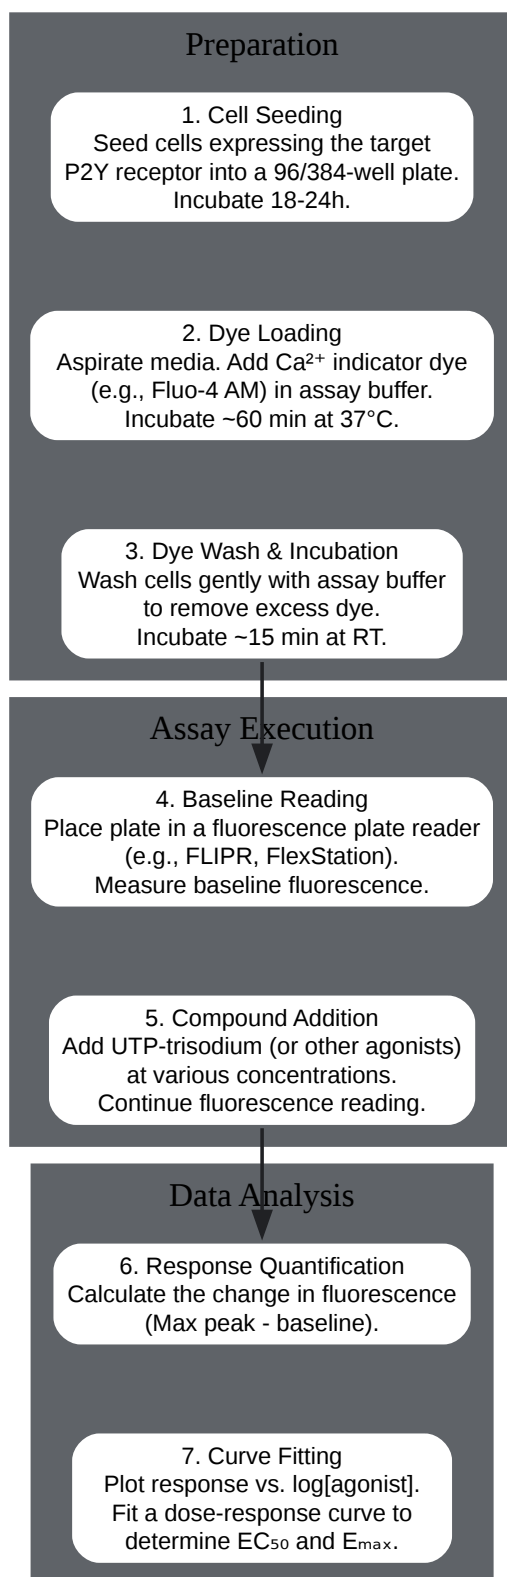 Preparation
1. Cell Seeding
Seed cells expressing the target
P2Y receptor into a 96/384-well plate.
Incubate 18-24h.
2. Dye Loading
Aspirate media. Add Ca²⁺ indicator dye
(e.g., Fluo-4 AM) in assay buffer.
Incubate ~60 min at 37°C.
3. Dye Wash & Incubation
Wash cells gently with assay buffer
to remove excess dye.
Incubate ~15 min at RT.
Assay Execution
4. Baseline Reading
Place plate in a fluorescence plate reader
(e.g., FLIPR, FlexStation).
Measure baseline fluorescence.
5. Compound Addition
Add UTP-trisodium (or other agonists)
at various concentrations.
Continue fluorescence reading.
Data Analysis
6. Response Quantification
Calculate the change in fluorescence
(Max peak - baseline).
7. Curve Fitting
Plot response vs. log[agonist].
Fit a dose-response curve to
determine EC₅₀ and Eₘₐₓ.